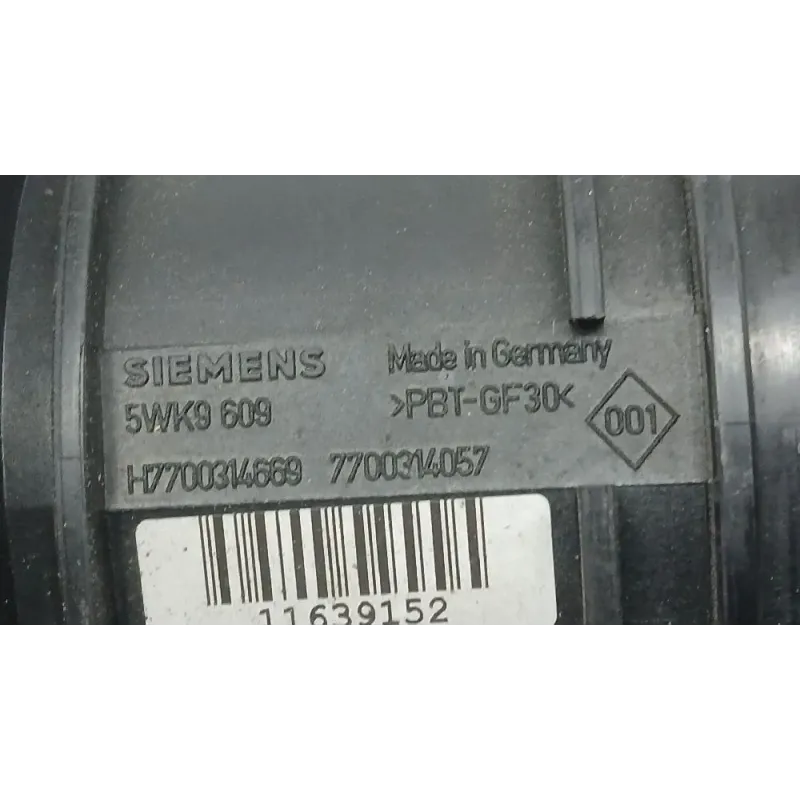 SIEMENS Made in Germany
5WK9 609 >PBT-GF30< 001
H7700314669 7700314057
11639152